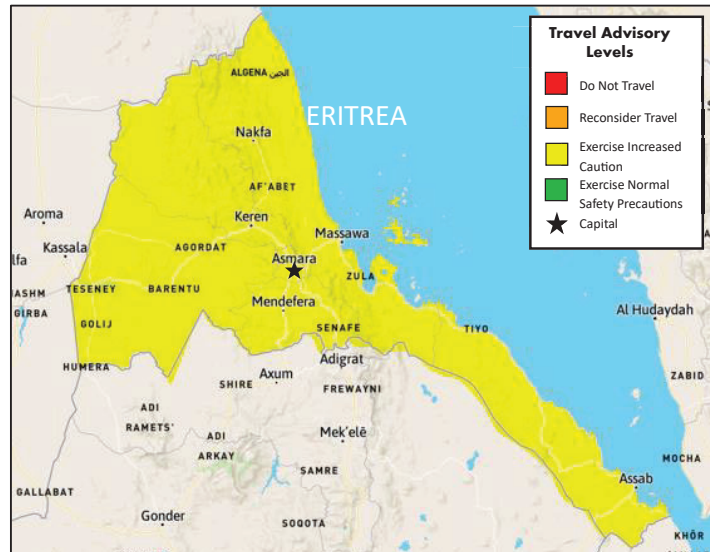 Travel Advisory
Levels
Do Not Travel
Reconsider Travel
Exercise Increased
Caution
Exercise Normal
Safety Precautions
Capital
ALGENA الجن
ERITREA
Nakfa
AF'ABET
Aroma
Keren
Massawa
Kassala
AGORDAT
Asmara
ZULA
TESENEY
BARENTU
HASHM
GIRBA
Mendefera
GOLIJ
SENAFE
TIYO
Al Hudaydah
HUMERA
Adigrat
Axum
SHIRE
FREWAYNI
ZABID
ADI
RAMETS'
ADI
ARKAY
Mek'elē
SAMRE
MOCHA
GALLABAT
Assab
Gonder
SOQOTA
KHŌR